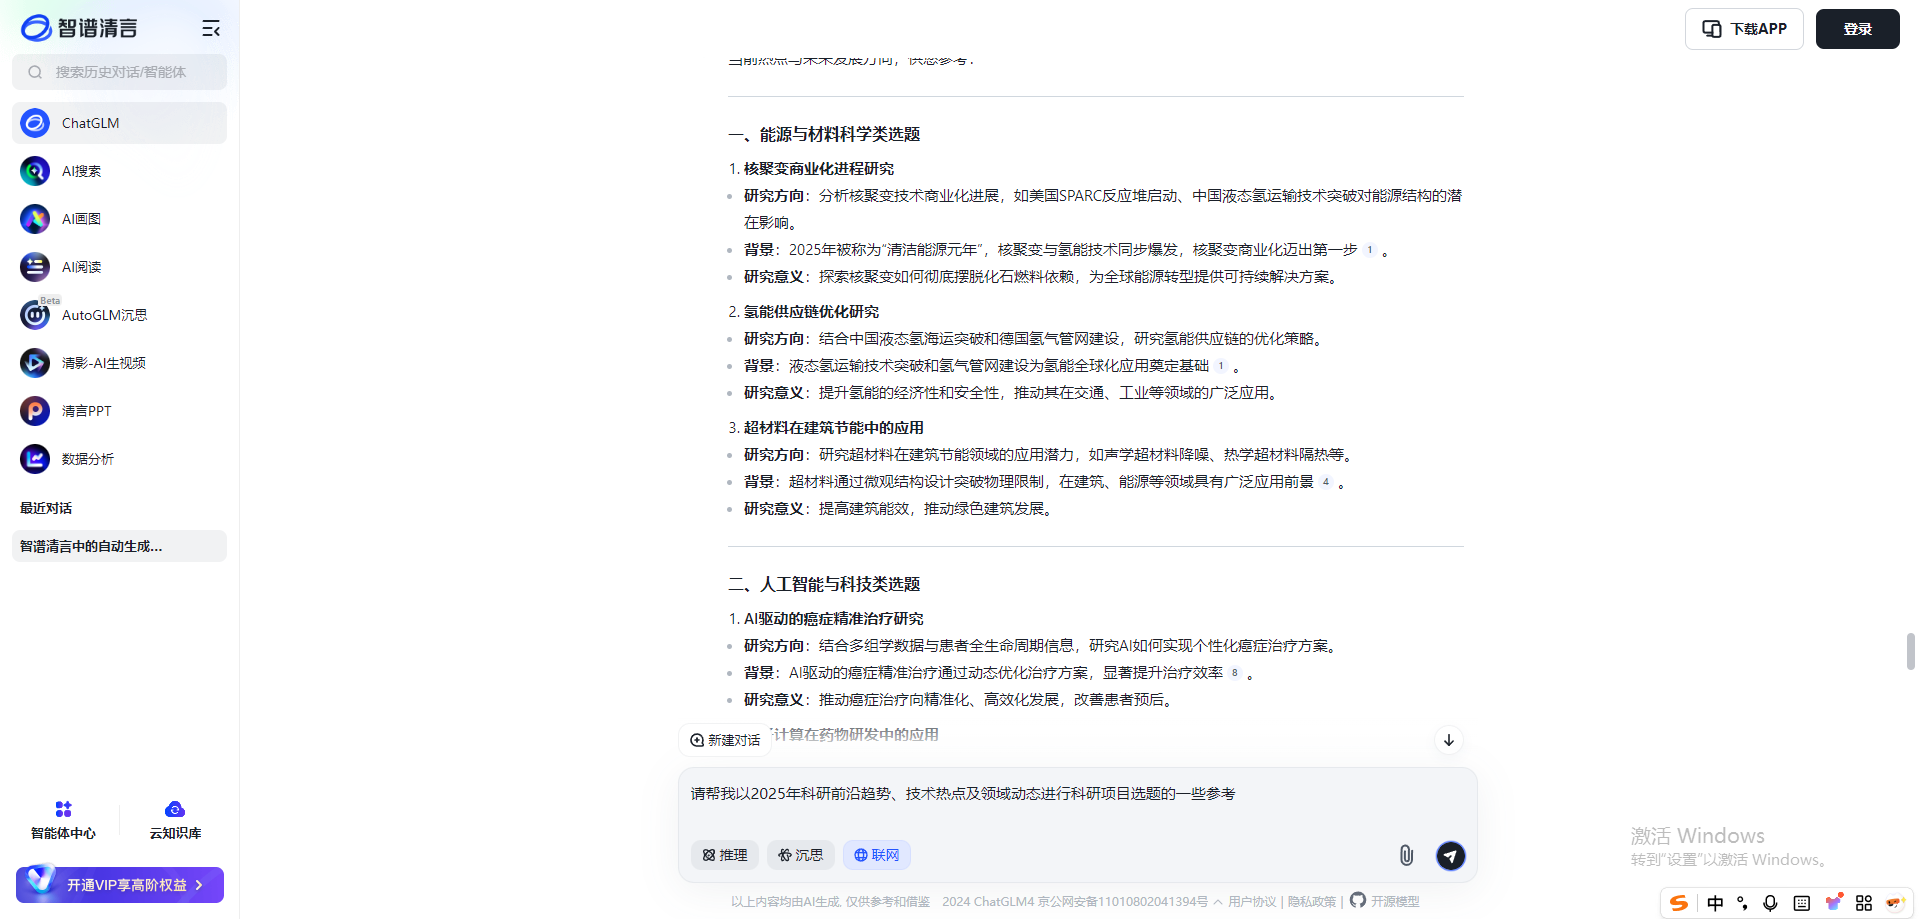 智谱清言
搜索历史对话/智能体
ChatGLM
AI搜索
AI画图
AI阅读
Beta
AutoGLM沉思
清影-AI生视频
清言PPT
数据分析
最近对话
智谱清言中的自动生成...
智能体中心
云知识库
开通VIP享高阶权益
下载APP
登录
当前热点与未来发展方向，供您参考：
一、能源与材料科学类选题
1. 核聚变商业化进程研究
研究方向：分析核聚变技术商业化进展，如美国SPARC反应堆启动、中国液态氢运输技术突破对能源结构的潜
在影响。
背景：2025年被称为“清洁能源元年”，核聚变与氢能技术同步爆发，核聚变商业化迈出第一步 1 。
研究意义：探索核聚变如何彻底摆脱化石燃料依赖，为全球能源转型提供可持续解决方案。
2. 氢能供应链优化研究
研究方向：结合中国液态氢海运突破和德国氢气管网建设，研究氢能供应链的优化策略。
背景：液态氢运输技术突破和氢气管网建设为氢能全球化应用奠定基础 1 。
研究意义：提升氢能的经济性和安全性，推动其在交通、工业等领域的广泛应用。
3. 超材料在建筑节能中的应用
研究方向：研究超材料在建筑节能领域的应用潜力，如声学超材料降噪、热学超材料隔热等。
背景：超材料通过微观结构设计突破物理限制，在建筑、能源等领域具有广泛应用前景 4 。
研究意义：提高建筑能效，推动绿色建筑发展。
二、人工智能与科技类选题
1. AI驱动的癌症精准治疗研究
研究方向：结合多组学数据与患者全生命周期信息，研究AI如何实现个性化癌症治疗方案。
背景：AI驱动的癌症精准治疗通过动态优化治疗方案，显著提升治疗效率 8 。
研究意义：推动癌症治疗向精准化、高效化发展，改善患者预后。
计算在药物研发中的应用
新建对话
请帮我以2025年科研前沿趋势、技术热点及领域动态进行科研项目选题的一些参考
推理
沉思
联网
以上内容均由AI生成, 仅供参考和借鉴 2024 ChatGLM4 京公网安备11010802041394号 用户协议 | 隐私政策 | 开源模型
激活 Windows
转到“设置”以激活 Windows。
中